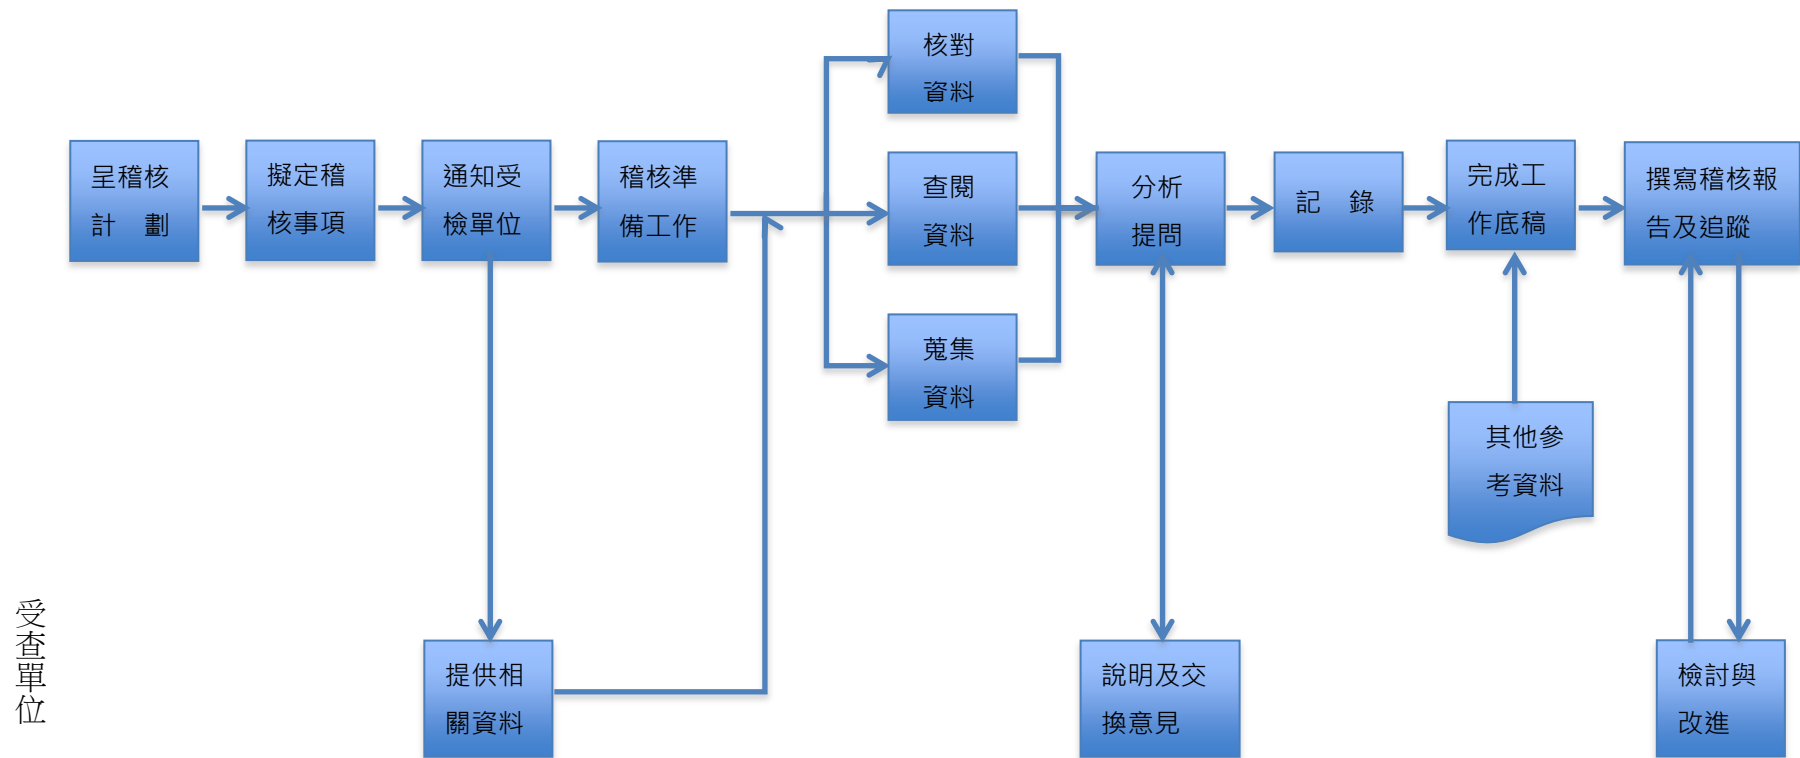 核對
資料
呈稽核
計　劃
擬定稽
核事項
通知受
檢單位
稽核準
備工作
查閱
資料
分析
提問
記　錄
完成工
作底稿
撰寫稽核報
告及追蹤
蒐集
資料
其他參
考資料
受查單位
提供相
關資料
說明及交
換意見
檢討與
改進